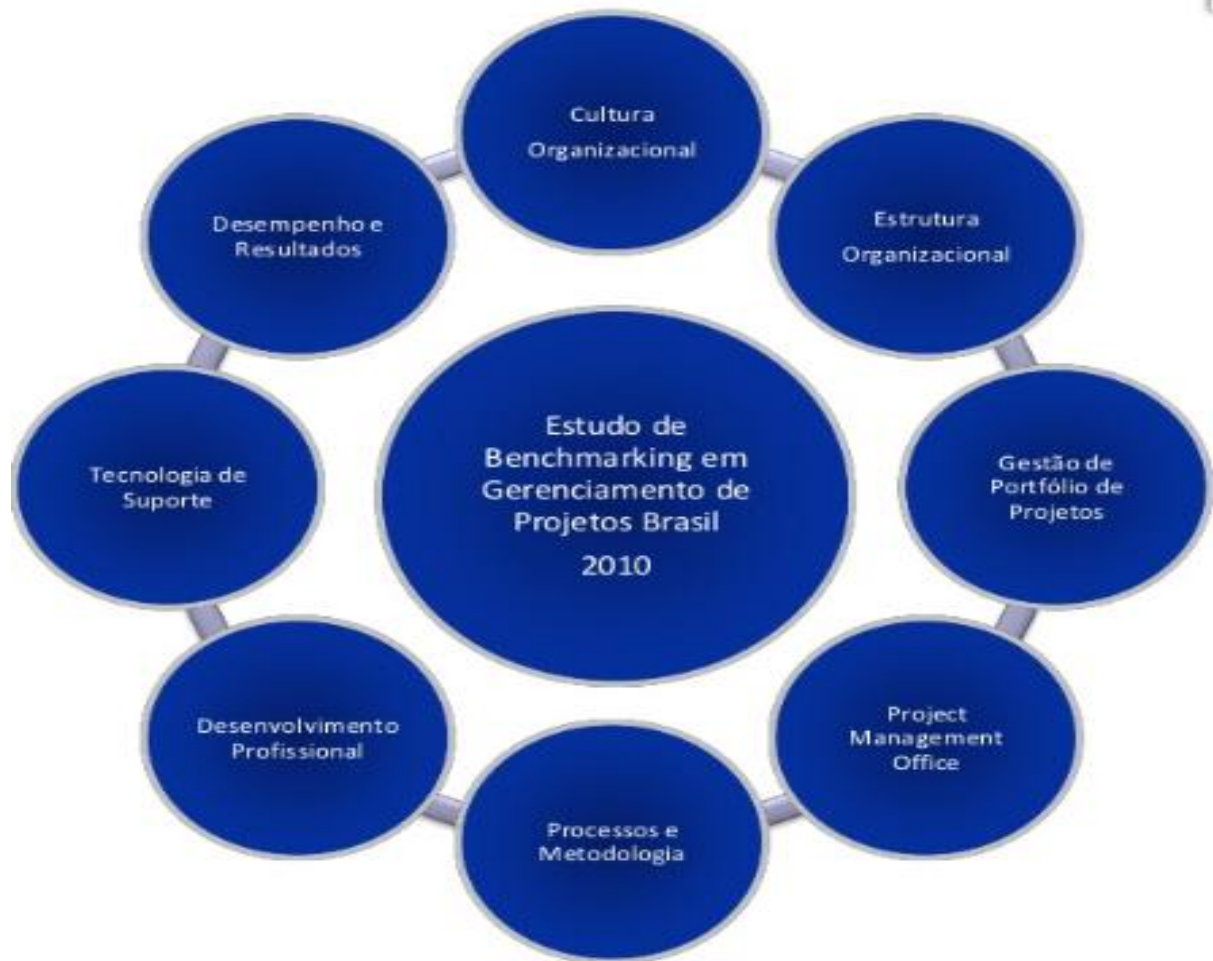 Cultura
Organizacional
Estrutura
Organizacional
Gestão de
Portfólio de
Projetos
Project
Management
Office
Processos e
Metodologia
Desenvolvimento
Profissional
Tecnologia de
Suporte
Desempenho e
Resultados
Estudo de
Benchmarking em
Gerenciamento de
Projetos Brasil
2010